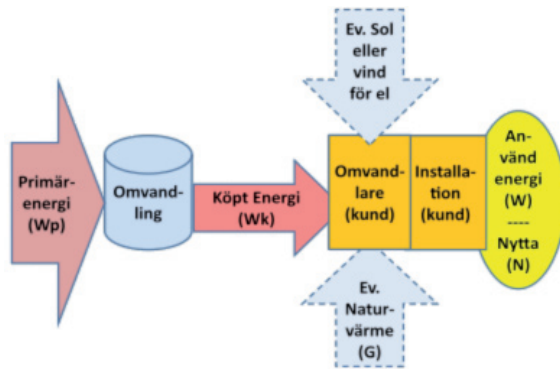 Primär-
energi
(Wp)
Omvand-
ling
Köpt Energi
(Wk)
Ev. Sol
eller
vind
för el
Omvand-
lare
(kund)
Installa-
tion
(kund)
An-
vänd
energi
(W)
----
Nytta
(N)
Ev.
Natur-
värme
(G)